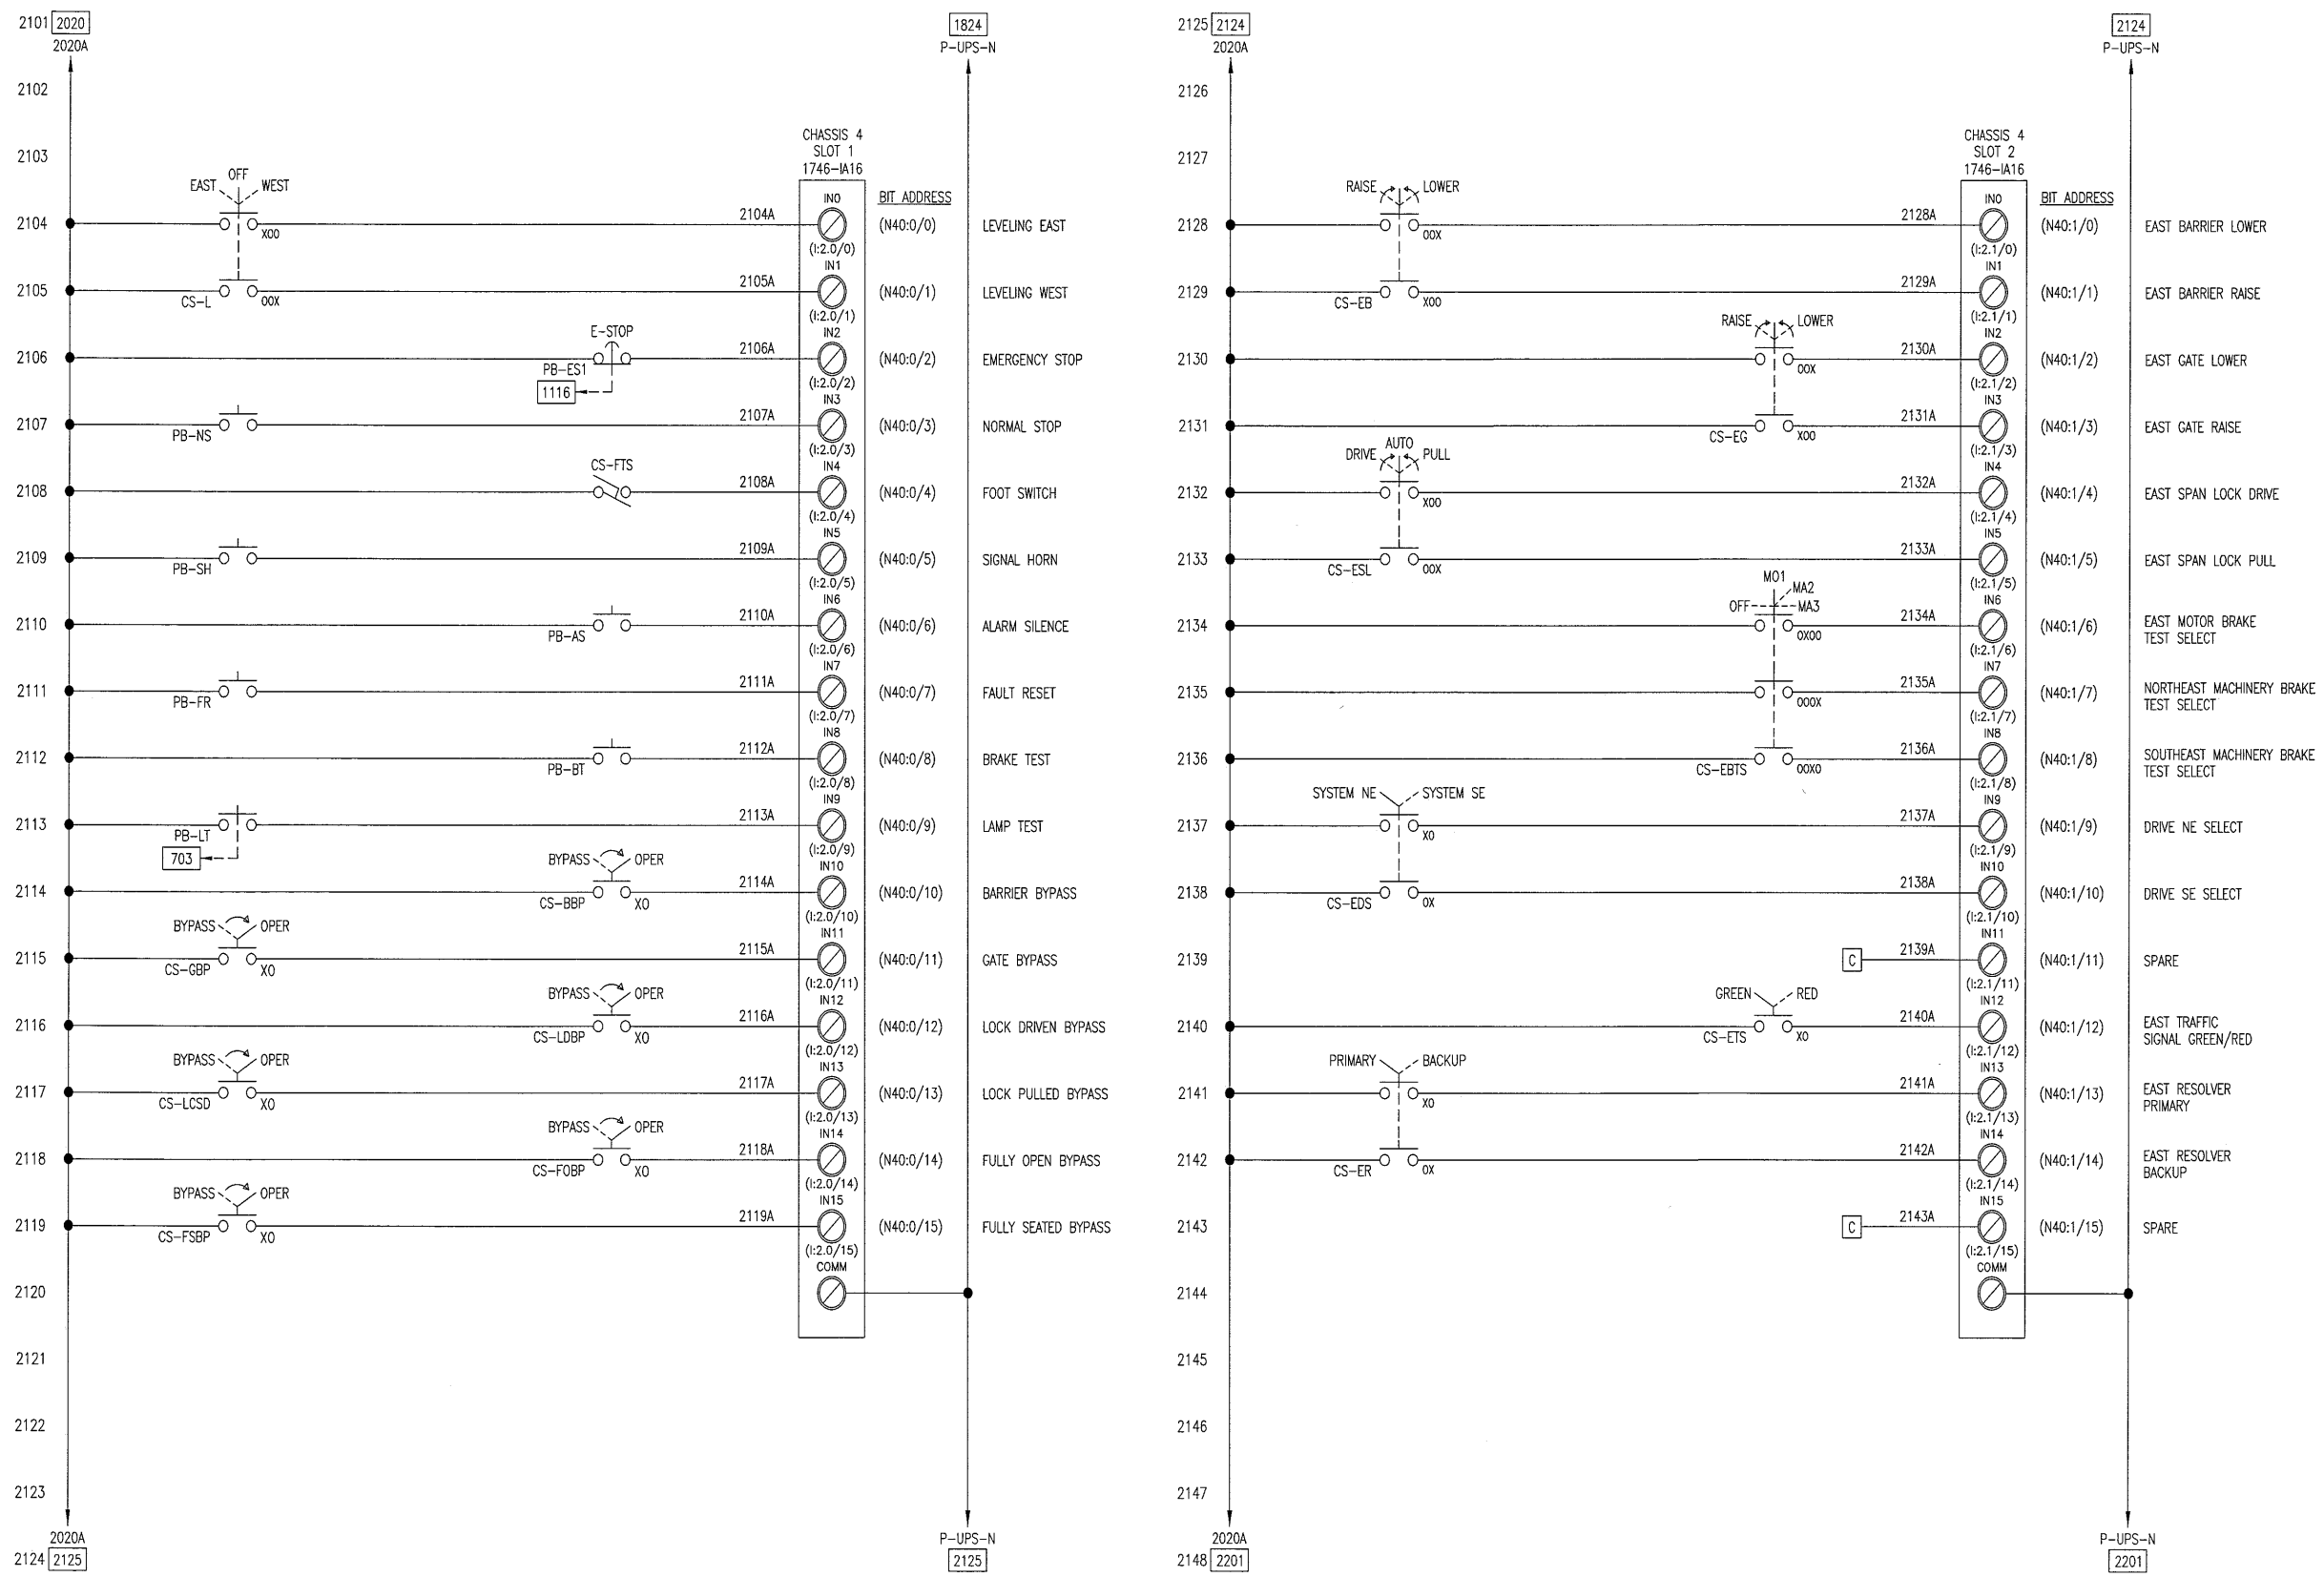 2101 2020
2020A
1824
P-UPS-N
2102
CHASSIS 4
SLOT 1
1746-IA16
2103
BIT ADDRESS
OFF
EAST WEST
2104 X00 2104A IN0 (I:2.0/0) (N40:0/0) LEVELING EAST
2105 CS-L 00X 2105A IN1 (I:2.0/1) (N40:0/1) LEVELING WEST
E-STOP
2106 PB-ES1 2106A IN2 (I:2.0/2) (N40:0/2) EMERGENCY STOP
1116
2107 PB-NS 2107A IN3 (I:2.0/3) (N40:0/3) NORMAL STOP
CS-FTS
2108 2108A IN4 (I:2.0/4) (N40:0/4) FOOT SWITCH
2109 PB-SH 2109A IN5 (I:2.0/5) (N40:0/5) SIGNAL HORN
2110 PB-AS 2110A IN6 (I:2.0/6) (N40:0/6) ALARM SILENCE
2111 PB-FR 2111A IN7 (I:2.0/7) (N40:0/7) FAULT RESET
2112 PB-BT 2112A IN8 (I:2.0/8) (N40:0/8) BRAKE TEST
2113 PB-LT 2113A IN9 (I:2.0/9) (N40:0/9) LAMP TEST
703
BYPASS OPER
2114 CS-BBP X0 2114A IN10 (I:2.0/10) (N40:0/10) BARRIER BYPASS
BYPASS OPER
2115 CS-GBP X0 2115A IN11 (I:2.0/11) (N40:0/11) GATE BYPASS
BYPASS OPER
2116 CS-LDBP X0 2116A IN12 (I:2.0/12) (N40:0/12) LOCK DRIVEN BYPASS
BYPASS OPER
2117 CS-LCSD X0 2117A IN13 (I:2.0/13) (N40:0/13) LOCK PULLED BYPASS
BYPASS OPER
2118 CS-FOBP X0 2118A IN14 (I:2.0/14) (N40:0/14) FULLY OPEN BYPASS
BYPASS OPER
2119 CS-FSBP X0 2119A IN15 (I:2.0/15) (N40:0/15) FULLY SEATED BYPASS
2120 COMM
2121
2122
2123
2020A
2124 2125
P-UPS-N
2125
2125 2124
2020A
2124
P-UPS-N
2126
CHASSIS 4
SLOT 2
1746-IA16
2127
BIT ADDRESS
RAISE LOWER
2128 00X 2128A IN0 (I:2.1/0) (N40:1/0) EAST BARRIER LOWER
2129 CS-EB X00 2129A IN1 (I:2.1/1) (N40:1/1) EAST BARRIER RAISE
RAISE LOWER
2130 00X 2130A IN2 (I:2.1/2) (N40:1/2) EAST GATE LOWER
2131 CS-EG X00 2131A IN3 (I:2.1/3) (N40:1/3) EAST GATE RAISE
AUTO
DRIVE PULL
2132 X00 2132A IN4 (I:2.1/4) (N40:1/4) EAST SPAN LOCK DRIVE
2133 CS-ESL 00X 2133A IN5 (I:2.1/5) (N40:1/5) EAST SPAN LOCK PULL
MO1
MA2
OFF MA3
2134 0X00 2134A IN6 (I:2.1/6) (N40:1/6) EAST MOTOR BRAKE
TEST SELECT
2135 000X 2135A IN7 (I:2.1/7) (N40:1/7) NORTHEAST MACHINERY BRAKE
TEST SELECT
2136 CS-EBTS 00X0 2136A IN8 (I:2.1/8) (N40:1/8) SOUTHEAST MACHINERY BRAKE
TEST SELECT
SYSTEM NE SYSTEM SE
2137 X0 2137A IN9 (I:2.1/9) (N40:1/9) DRIVE NE SELECT
2138 CS-EDS 0X 2138A IN10 (I:2.1/10) (N40:1/10) DRIVE SE SELECT
2139 C 2139A IN11 (I:2.1/11) (N40:1/11) SPARE
GREEN RED
2140 CS-ETS X0 2140A IN12 (I:2.1/12) (N40:1/12) EAST TRAFFIC
SIGNAL GREEN/RED
PRIMARY BACKUP
2141 X0 2141A IN13 (I:2.1/13) (N40:1/13) EAST RESOLVER
PRIMARY
2142 CS-ER 0X 2142A IN14 (I:2.1/14) (N40:1/14) EAST RESOLVER
BACKUP
2143 C 2143A IN15 (I:2.1/15) (N40:1/15) SPARE
2144 COMM
2145
2146
2147
2020A
2148 2201
P-UPS-N
2201